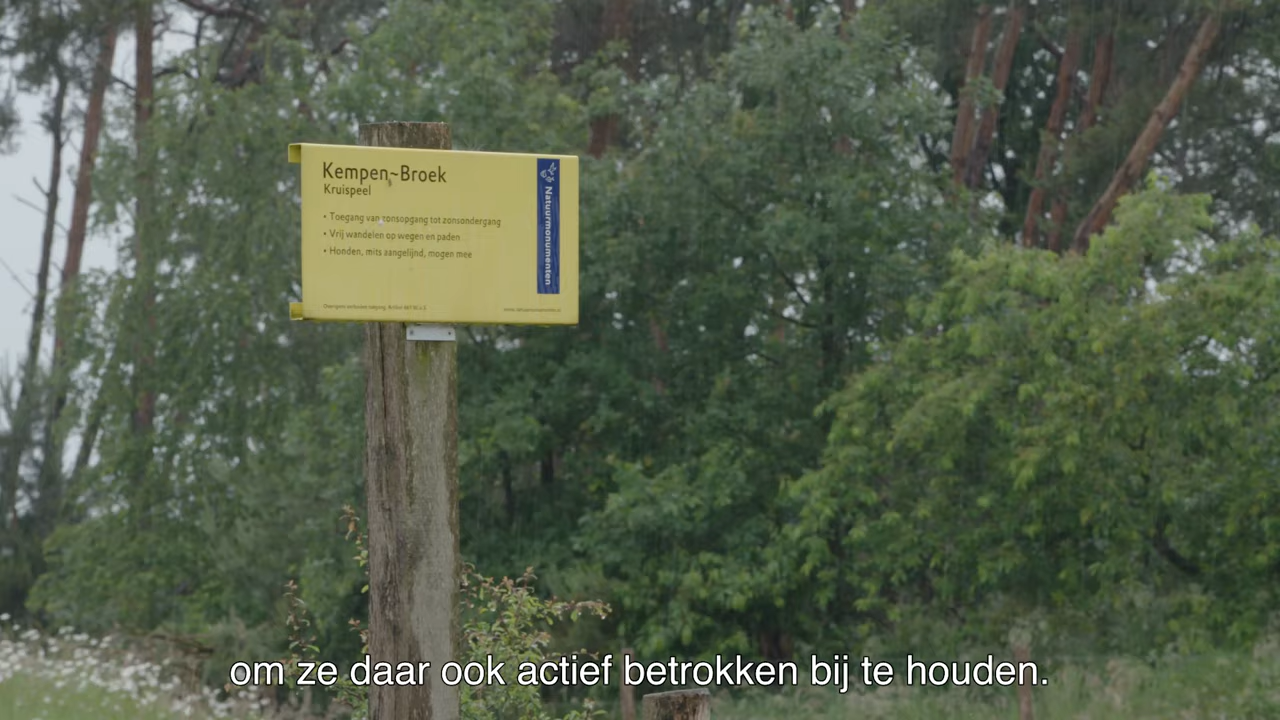 Kempen~Broek
Kruispeel
• Toegang van zonsopgang tot zonsondergang
• Vrij wandelen op wegen en paden
• Honden, mits aangelijnd, mogen mee
Natuurmonumenten
om ze daar ook actief betrokken bij te houden.